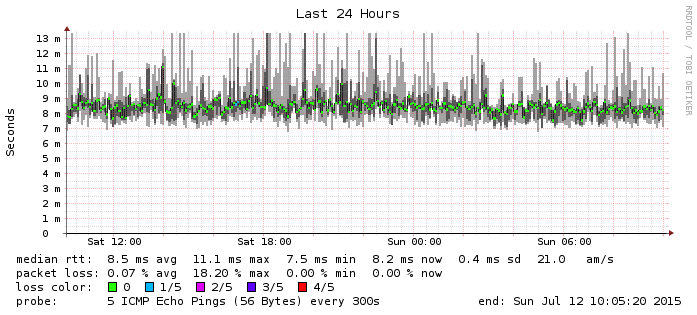 Last 24 Hours
RRDTOOL / TOBI OETIKER
Seconds
13 m
12 m
11 m
10 m
9 m
8 m
7 m
6 m
5 m
4 m
3 m
2 m
1 m
0
Sat 12:00 Sat 18:00 Sun 00:00 Sun 06:00
median rtt: 8.5 ms avg 11.1 ms max 7.5 ms min 8.2 ms now 0.4 ms sd 21.0 am/s
packet loss: 0.07 % avg 18.20 % max 0.00 % min 0.00 % now
loss color: 0 1/5 2/5 3/5 4/5
probe: 5 ICMP Echo Pings (56 Bytes) every 300s end: Sun Jul 12 10:05:20 2015